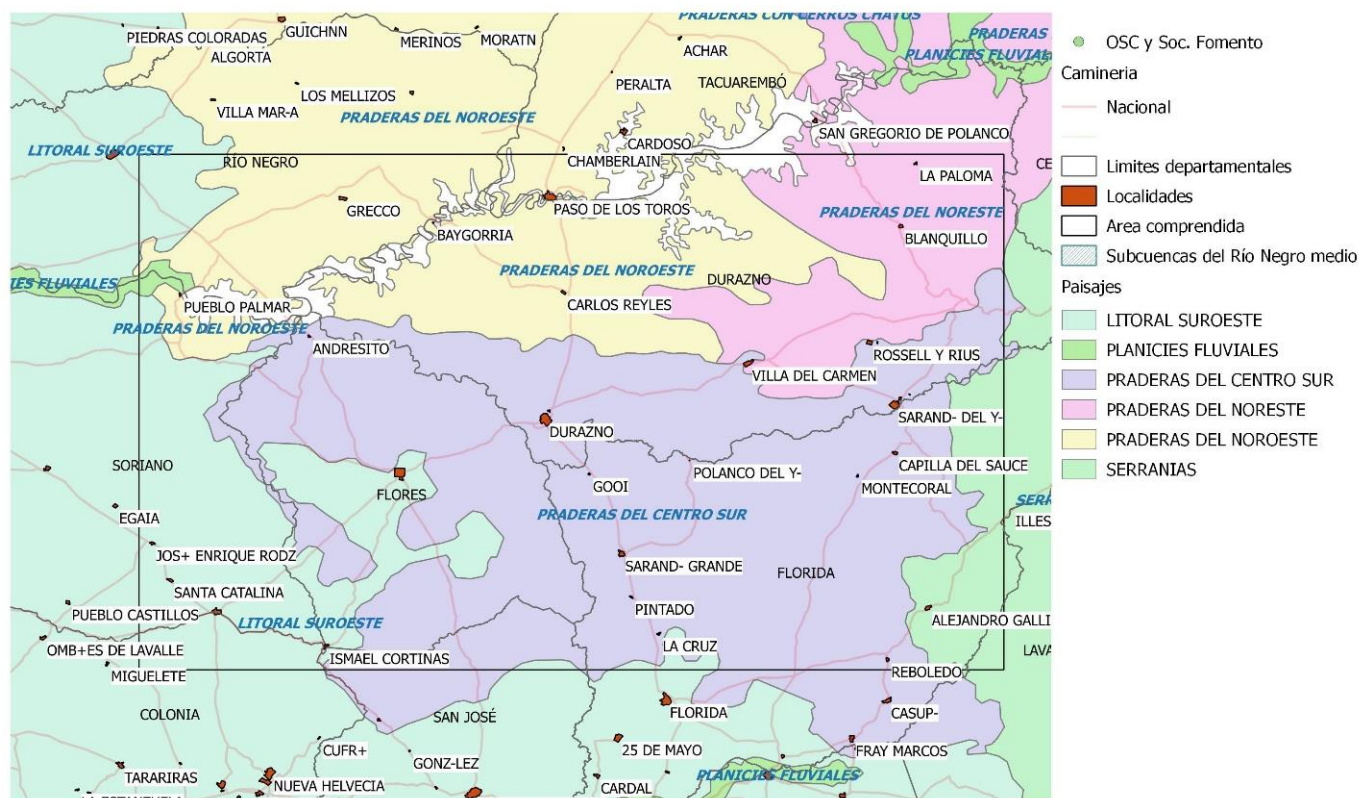 PRADERAS CON CERROS CHATOS
PIEDRAS COLORADAS
GUICHNN
MERINOS
MORATN
ACHAR
PRADERAS
ALGORTA
PLANICIES FLUVIALE
PERALTA
TACUAREMBÓ
LOS MELLIZOS
VILLA MAR-A
PRADERAS DEL NOROESTE
SAN GREGORIO DE POLANCO
CARDOSO
LITORAL SUROESTE
RÍO NEGRO
CHAMBERLAIN
CE
LA PALOMA
GRECCO
PASO DE LOS TOROS
PRADERAS DEL NORESTE
BAYGORRIA
BLANQUILLO
PRADERAS DEL NOROESTE
DURAZNO
IES FLUVIALES
PUEBLO PALMAR
CARLOS REYLES
PRADERAS DEL NOROESTE
ANDRESITO
ROSSELL Y RIUS
VILLA DEL CARMEN
SARAND- DEL Y-
DURAZNO
SORIANO
CAPILLA DEL SAUCE
POLANCO DEL Y-
GOOI
MONTECORAL
FLORES
EGAIA
PRADERAS DEL CENTRO SUR
SERR
ILLES
JOS+ ENRIQUE RODZ
SARAND- GRANDE
FLORIDA
SANTA CATALINA
PUEBLO CASTILLOS
PINTADO
LITORAL SUROESTE
ALEJANDRO GALLI
OMB+ES DE LAVALLE
LA CRUZ
LAVA
ISMAEL CORTINAS
MIGUELETE
REBOLEDO
COLONIA
SAN JOSÉ
FLORIDA
CASUP-
CUFR+
25 DE MAYO
FRAY MARCOS
GONZ-LEZ
TARARIRAS
PLANICIES FLUVIALES
NUEVA HELVECIA
CARDAL
OSC y Soc. Fomento
Camineria
Nacional
Limites departamentales
Localidades
Area comprendida
Subcuencas del Río Negro medio
Paisajes
LITORAL SUROESTE
PLANICIES FLUVIALES
PRADERAS DEL CENTRO SUR
PRADERAS DEL NORESTE
PRADERAS DEL NOROESTE
SERRANIAS